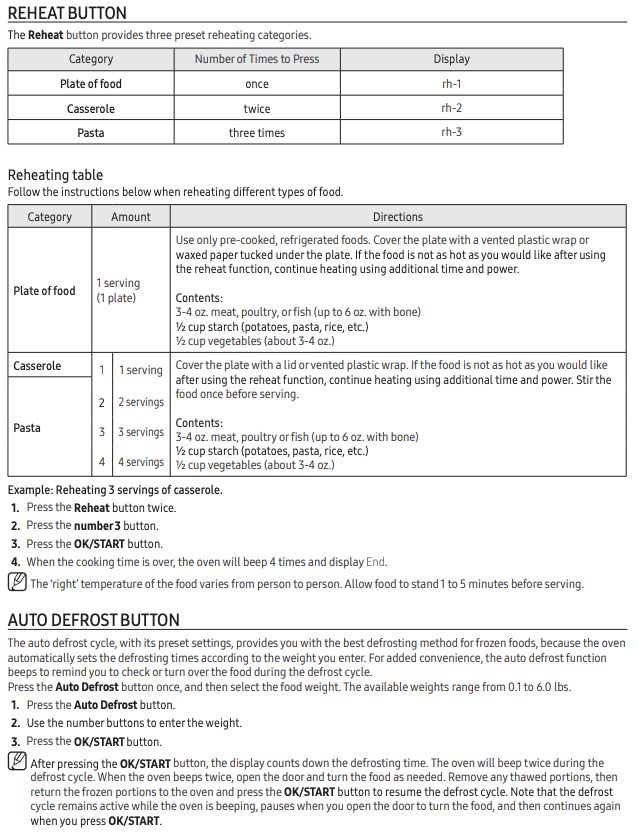 REHEAT BUTTON
The Reheat button provides three preset reheating categories.
Category Number of Times to Press Display
Plate of food once rh-1
Casserole twice rh-2
Pasta three times rh-3
Reheating table
Follow the instructions below when reheating different types of food.
Category Amount Directions
Plate of food
1 serving
(1 plate)
Use only pre-cooked, refrigerated foods. Cover the plate with a vented plastic wrap or
waxed paper tucked under the plate. If the food is not as hot as you would like after using
the reheat function, continue heating using additional time and power.
Contents:
3-4 oz. meat, poultry, or fish (up to 6 oz. with bone)
½ cup starch (potatoes, pasta, rice, etc.)
½ cup vegetables (about 3-4 oz.)
Casserole
Pasta
1 1 serving
2 2 servings
3 3 servings
4 4 servings
Cover the plate with a lid or vented plastic wrap. If the food is not as hot as you would like
after using the reheat function, continue heating using additional time and power. Stir the
food once before serving.
Contents:
3-4 oz. meat, poultry or fish (up to 6 oz. with bone)
½ cup starch (potatoes, pasta, rice, etc.)
½ cup vegetables (about 3-4 oz.)
Example: Reheating 3 servings of casserole.
1. Press the Reheat button twice.
2. Press the number 3 button.
3. Press the OK/START button.
4. When the cooking time is over, the oven will beep 4 times and display End.
The 'right' temperature of the food varies from person to person. Allow food to stand 1 to 5 minutes before serving.
AUTO DEFROST BUTTON
The auto defrost cycle, with its preset settings, provides you with the best defrosting method for frozen foods, because the oven
automatically sets the defrosting times according to the weight you enter. For added convenience, the auto defrost function
beeps to remind you to check or turn over the food during the defrost cycle.
Press the Auto Defrost button once, and then select the food weight. The available weights range from 0.1 to 6.0 lbs.
1. Press the Auto Defrost button.
2. Use the number buttons to enter the weight.
3. Press the OK/START button.
After pressing the OK/START button, the display counts down the defrosting time. The oven will beep twice during the
defrost cycle. When the oven beeps twice, open the door and turn the food as needed. Remove any thawed portions, then
return the frozen portions to the oven and press the OK/START button to resume the defrost cycle. Note that the defrost
cycle remains active while the oven is beeping, pauses when you open the door to turn the food, and then continues again
when you press OK/START.